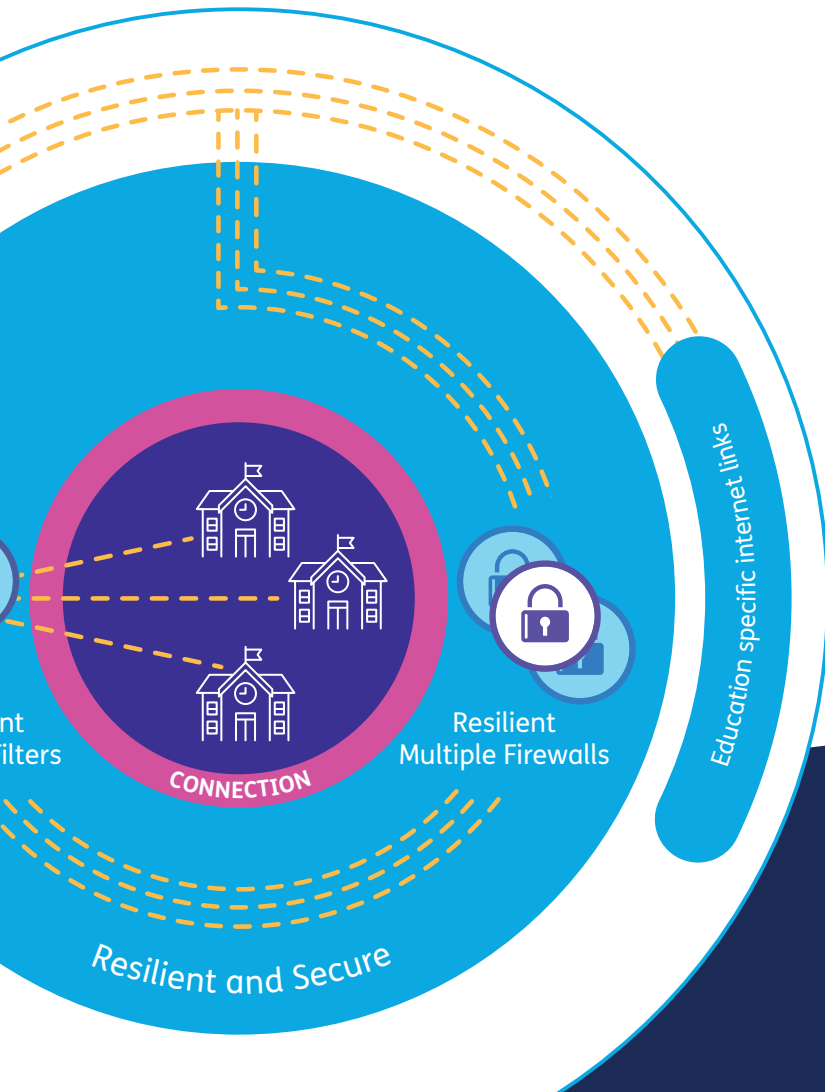 Education specific internet links
Resilient
Multiple Firewalls
CONNECTION
Resilient and Secure